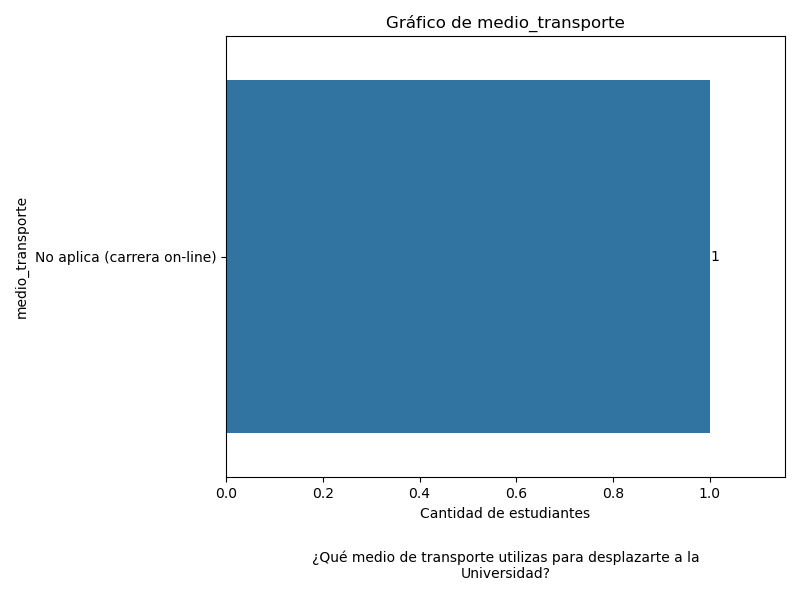 Gráfico de medio_transporte
medio_transporte
No aplica (carrera on-line)
1
0.0 0.2 0.4 0.6 0.8 1.0
Cantidad de estudiantes
¿Qué medio de transporte utilizas para desplazarte a la
Universidad?